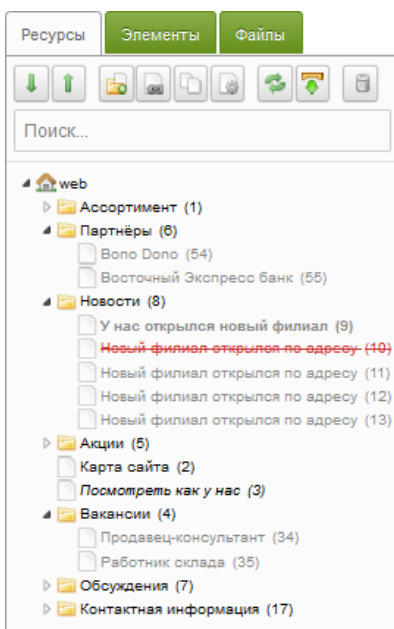 Ресурсы Элементы Файлы
Поиск...
web
Ассортимент (1)
Партнёры (6)
Bono Dono (54)
Восточный Экспресс банк (55)
Новости (8)
У нас открылся новый филиал (9)
Новый филиал открылся по адресу (10)
Новый филиал открылся по адресу (11)
Новый филиал открылся по адресу (12)
Новый филиал открылся по адресу (13)
Акции (5)
Карта сайта (2)
Посмотреть как у нас (3)
Вакансии (4)
Продавец-консультант (34)
Работник склада (35)
Обсуждения (7)
Контактная информация (17)